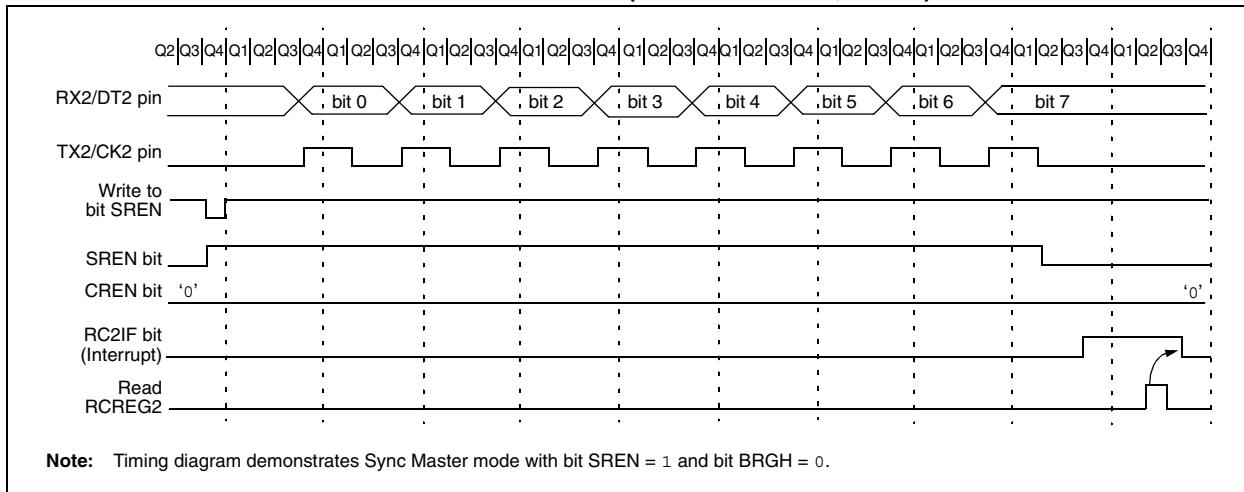 Q2 Q3 Q4 Q1 Q2 Q3 Q4 Q1 Q2 Q3 Q4 Q1 Q2 Q3 Q4 Q1 Q2 Q3 Q4 Q1 Q2 Q3 Q4 Q1 Q2 Q3 Q4 Q1 Q2 Q3 Q4 Q1 Q2 Q3 Q4 Q1 Q2 Q3 Q4 Q1 Q2 Q3 Q4
RX2/DT2 pin
bit 0 bit 1 bit 2 bit 3 bit 4 bit 5 bit 6 bit 7
TX2/CK2 pin
Write to
bit SREN
SREN bit
CREN bit ‘0’ ‘0’
RC2IF bit
(Interrupt)
Read
RCREG2
Note: Timing diagram demonstrates Sync Master mode with bit SREN = 1 and bit BRGH = 0.